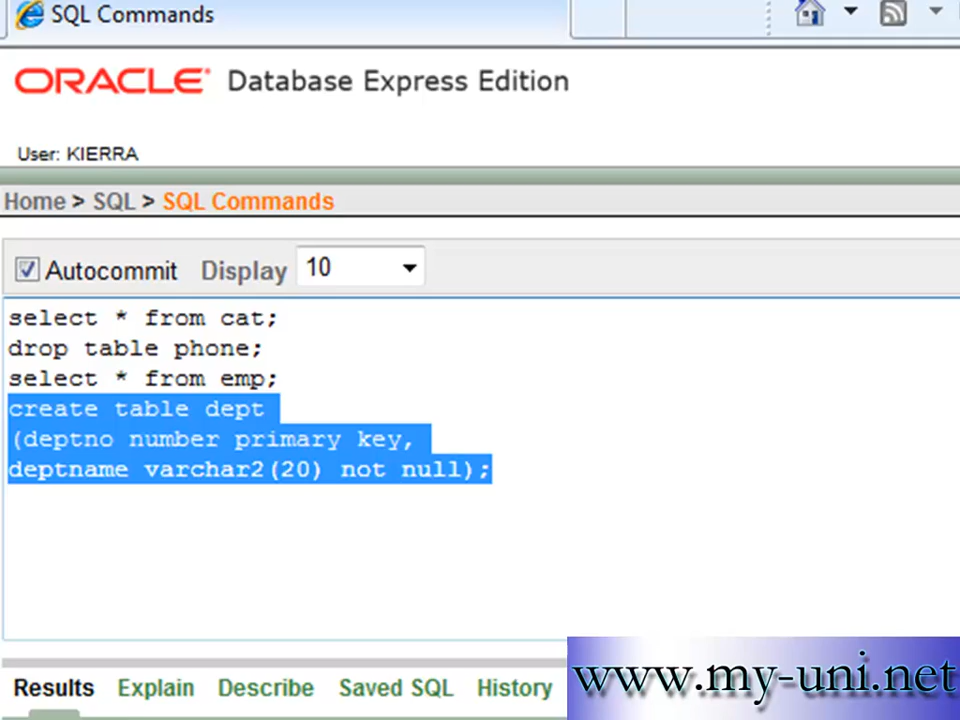 SQL Commands
ORACLE Database Express Edition
User: KIERRA
Home > SQL > SQL Commands
Autocommit Display 10
select * from cat;
drop table phone;
select * from emp;
create table dept
(deptno number primary key,
deptname varchar2(20) not null);
Results Explain Describe Saved SQL History
www.my-uni.net